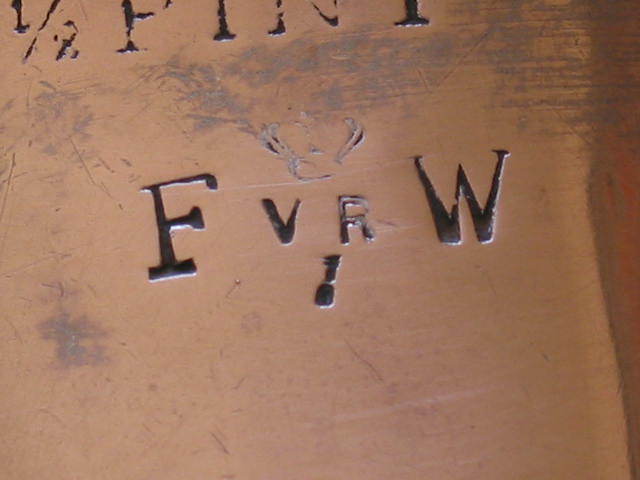 1/2 PINT
F VR W
!